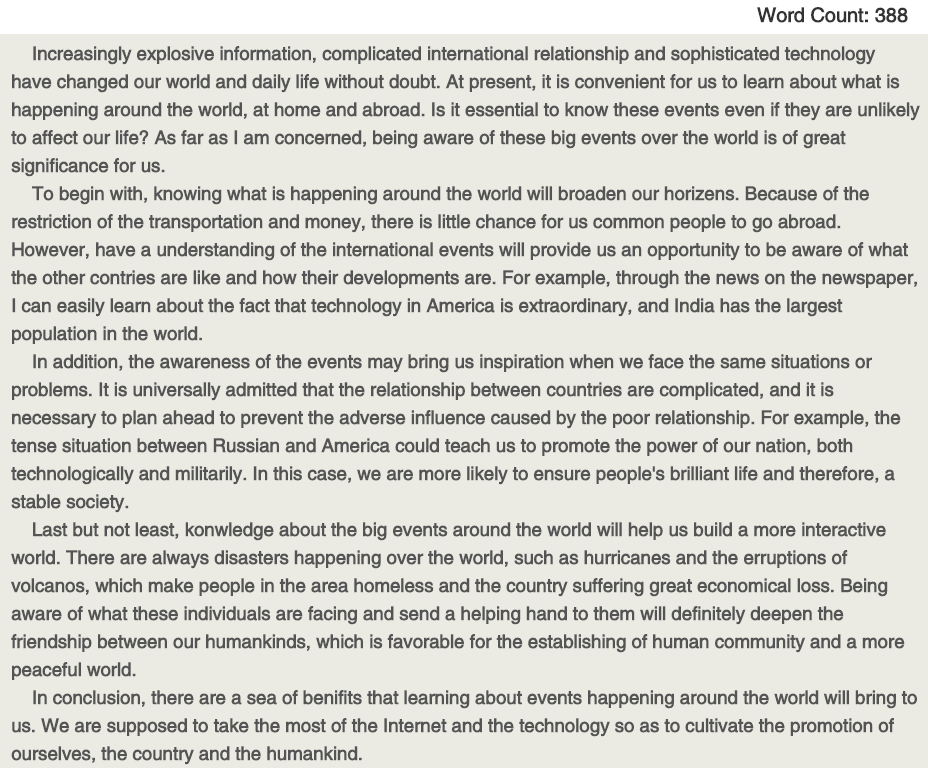 Word Count: 388
Increasingly explosive information, complicated international relationship and sophisticated technology
have changed our world and daily life without doubt. At present, it is convenient for us to learn about what is
happening around the world, at home and abroad. Is it essential to know these events even if they are unlikely
to affect our life? As far as I am concerned, being aware of these big events over the world is of great
significance for us.
To begin with, knowing what is happening around the world will broaden our horizens. Because of the
restriction of the transportation and money, there is little chance for us common people to go abroad.
However, have a understanding of the international events will provide us an opportunity to be aware of what
the other contries are like and how their developments are. For example, through the news on the newspaper,
I can easily learn about the fact that technology in America is extraordinary, and India has the largest
population in the world.
In addition, the awareness of the events may bring us inspiration when we face the same situations or
problems. It is universally admitted that the relationship between countries are complicated, and it is
necessary to plan ahead to prevent the adverse influence caused by the poor relationship. For example, the
tense situation between Russian and America could teach us to promote the power of our nation, both
technologically and militarily. In this case, we are more likely to ensure people's brilliant life and therefore, a
stable society.
Last but not least, konwledge about the big events around the world will help us build a more interactive
world. There are always disasters happening over the world, such as hurricanes and the erruptions of
volcanos, which make people in the area homeless and the country suffering great economical loss. Being
aware of what these individuals are facing and send a helping hand to them will definitely deepen the
friendship between our humankinds, which is favorable for the establishing of human community and a more
peaceful world.
In conclusion, there are a sea of benifits that learning about events happening around the world will bring to
us. We are supposed to take the most of the Internet and the technology so as to cultivate the promotion of
ourselves, the country and the humankind.